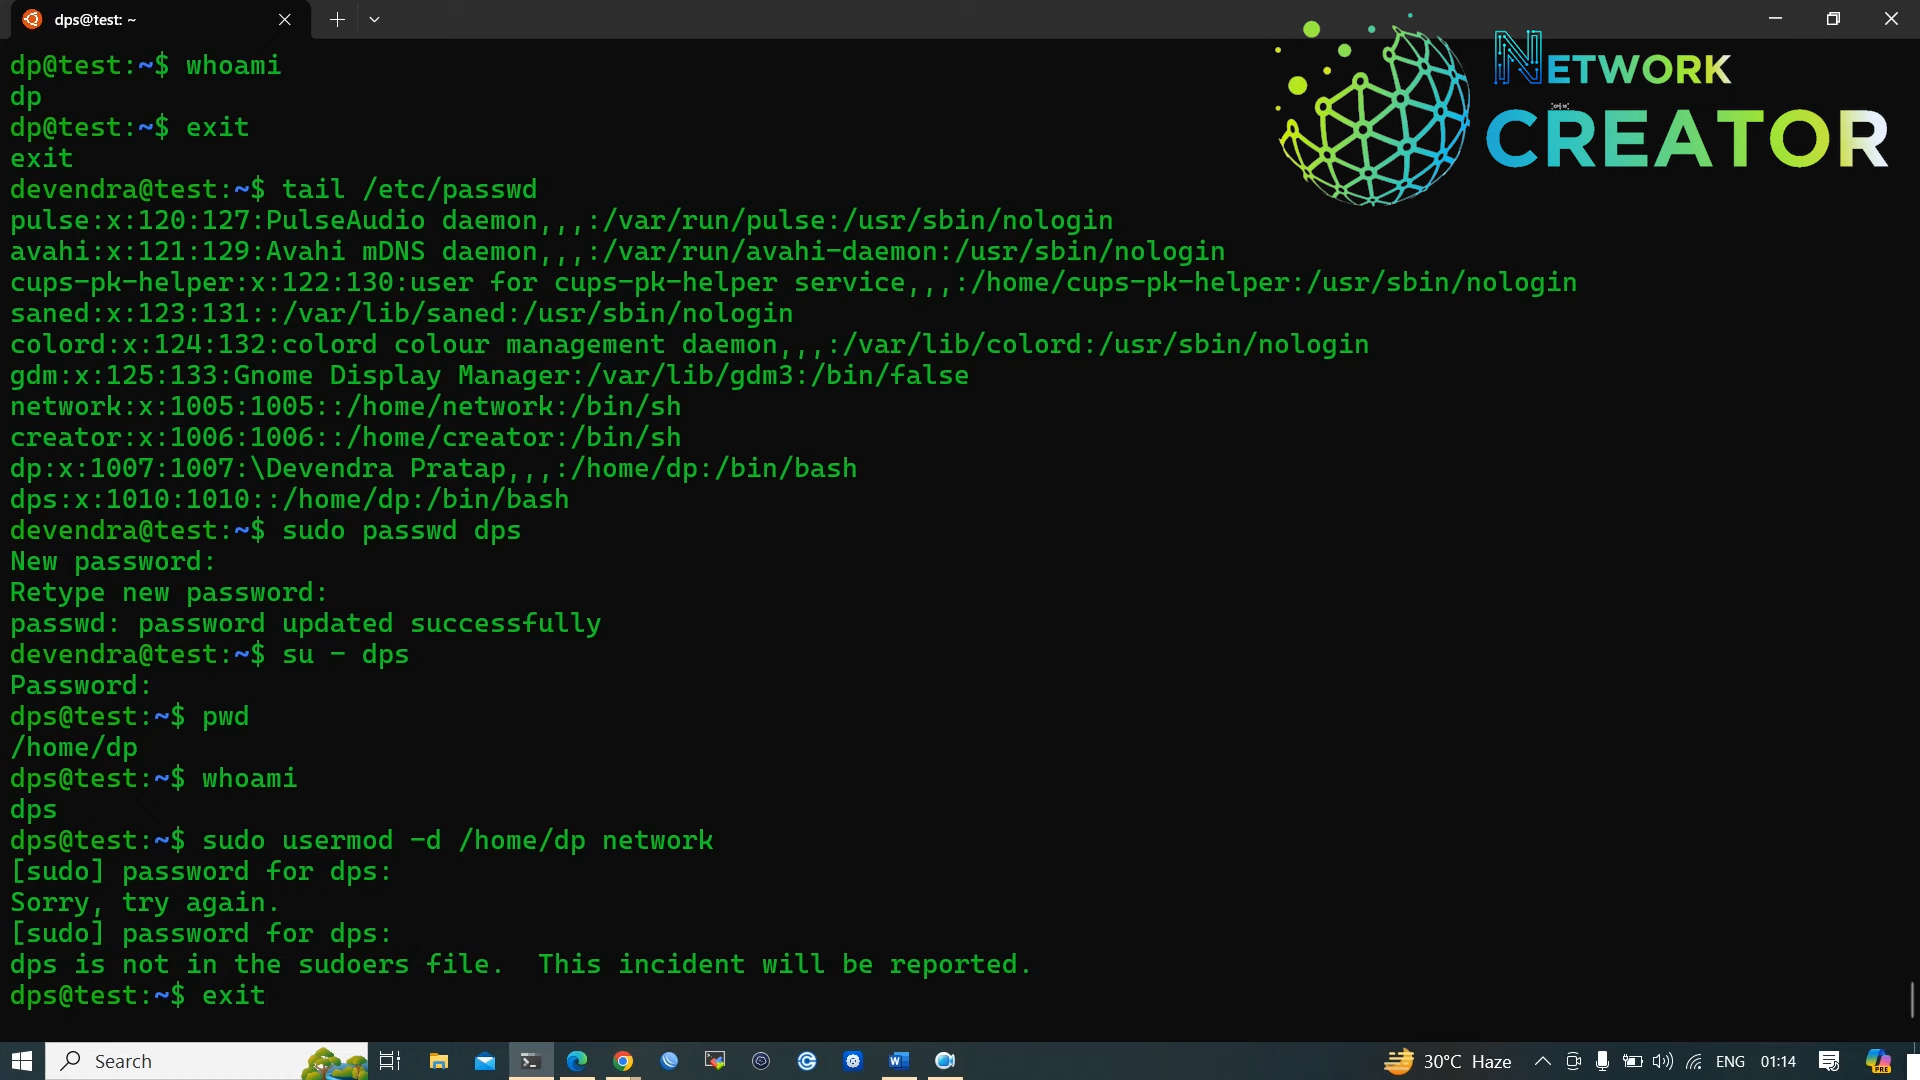 dps@test: ~
NETWORK
CREATOR
dp@test:~$ whoami
dp
dp@test:~$ exit
exit
devendra@test:~$ tail /etc/passwd
pulse:x:120:127:PulseAudio daemon,,,:/var/run/pulse:/usr/sbin/nologin
avahi:x:121:129:Avahi mDNS daemon,,,:/var/run/avahi-daemon:/usr/sbin/nologin
cups-pk-helper:x:122:130:user for cups-pk-helper service,,,:/home/cups-pk-helper:/usr/sbin/nologin
saned:x:123:131::/var/lib/saned:/usr/sbin/nologin
colord:x:124:132:colord colour management daemon,,,:/var/lib/colord:/usr/sbin/nologin
gdm:x:125:133:Gnome Display Manager:/var/lib/gdm3:/bin/false
network:x:1005:1005::/home/network:/bin/sh
creator:x:1006:1006::/home/creator:/bin/sh
dp:x:1007:1007:\Devendra Pratap,,,:/home/dp:/bin/bash
dps:x:1010:1010::/home/dp:/bin/bash
devendra@test:~$ sudo passwd dps
New password:
Retype new password:
passwd: password updated successfully
devendra@test:~$ su - dps
Password:
dps@test:~$ pwd
/home/dp
dps@test:~$ whoami
dps
dps@test:~$ sudo usermod -d /home/dp network
[sudo] password for dps:
Sorry, try again.
[sudo] password for dps:
dps is not in the sudoers file.  This incident will be reported.
dps@test:~$ exit
Search
30°C Haze
ENG
01:14
PRE